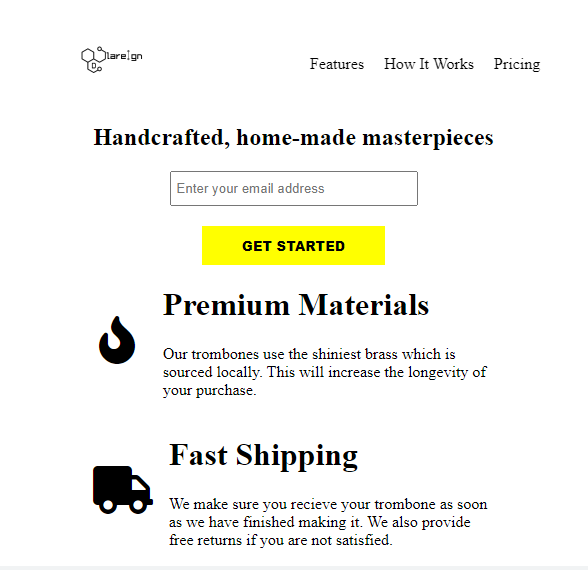 Features How It Works Pricing
Handcrafted, home-made masterpieces
Enter your email address
GET STARTED
Premium Materials
Our trombones use the shiniest brass which is
sourced locally. This will increase the longevity of
your purchase.
Fast Shipping
We make sure you recieve your trombone as soon
as we have finished making it. We also provide
free returns if you are not satisfied.